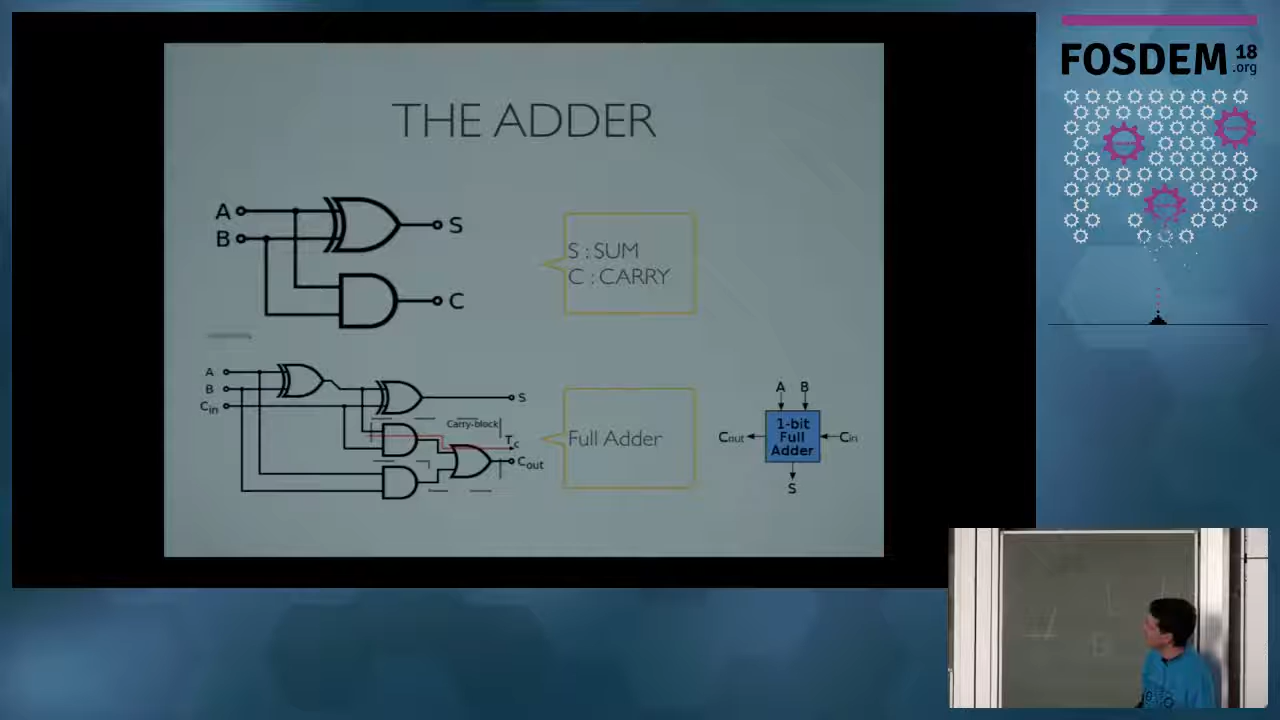 THE ADDER
A
B
S
C
S : SUM
C : CARRY
A
B
Cin
S
Carry-block
Tc
Cout
Full Adder
A B
1-bit
Full
Adder
Cout
Cin
S
FOSDEM 18
.org